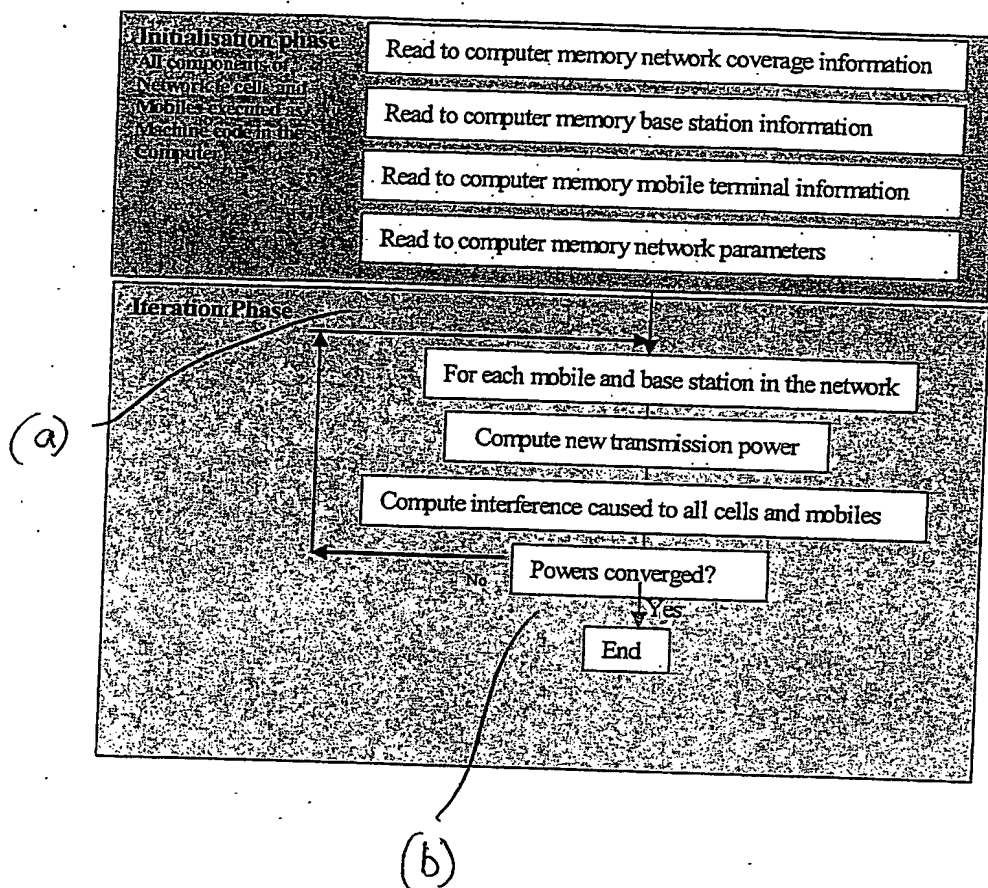 Initialisation phase
All components of
Network ie cells and
Mobiles executed as
Machine code in the
Computer
Read to computer memory network coverage information
Read to computer memory base station information
Read to computer memory mobile terminal information
Read to computer memory network parameters
Iteration Phase
For each mobile and base station in the network
Compute new transmission power
Compute interference caused to all cells and mobiles
Powers converged?
No
Yes
End
(a)
(b)